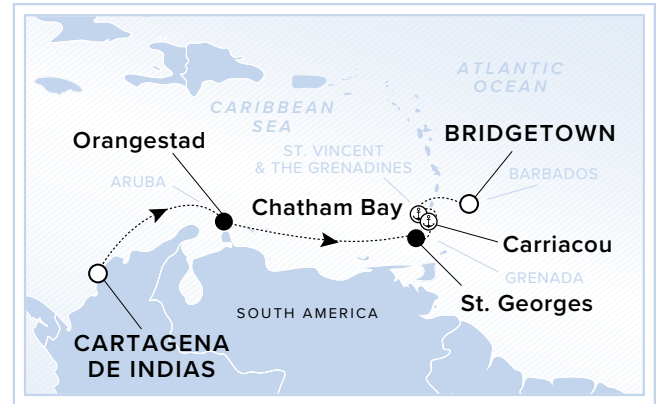 ATLANTIC
OCEAN
CARIBBEAN
SEA
BRIDGETOWN
Orangestad
ST. VINCENT
& THE GRENADINES
BARBADOS
ARUBA
Chatham Bay
Carriacou
GRENADA
St. Georges
SOUTH AMERICA
CARTAGENA
DE INDIAS